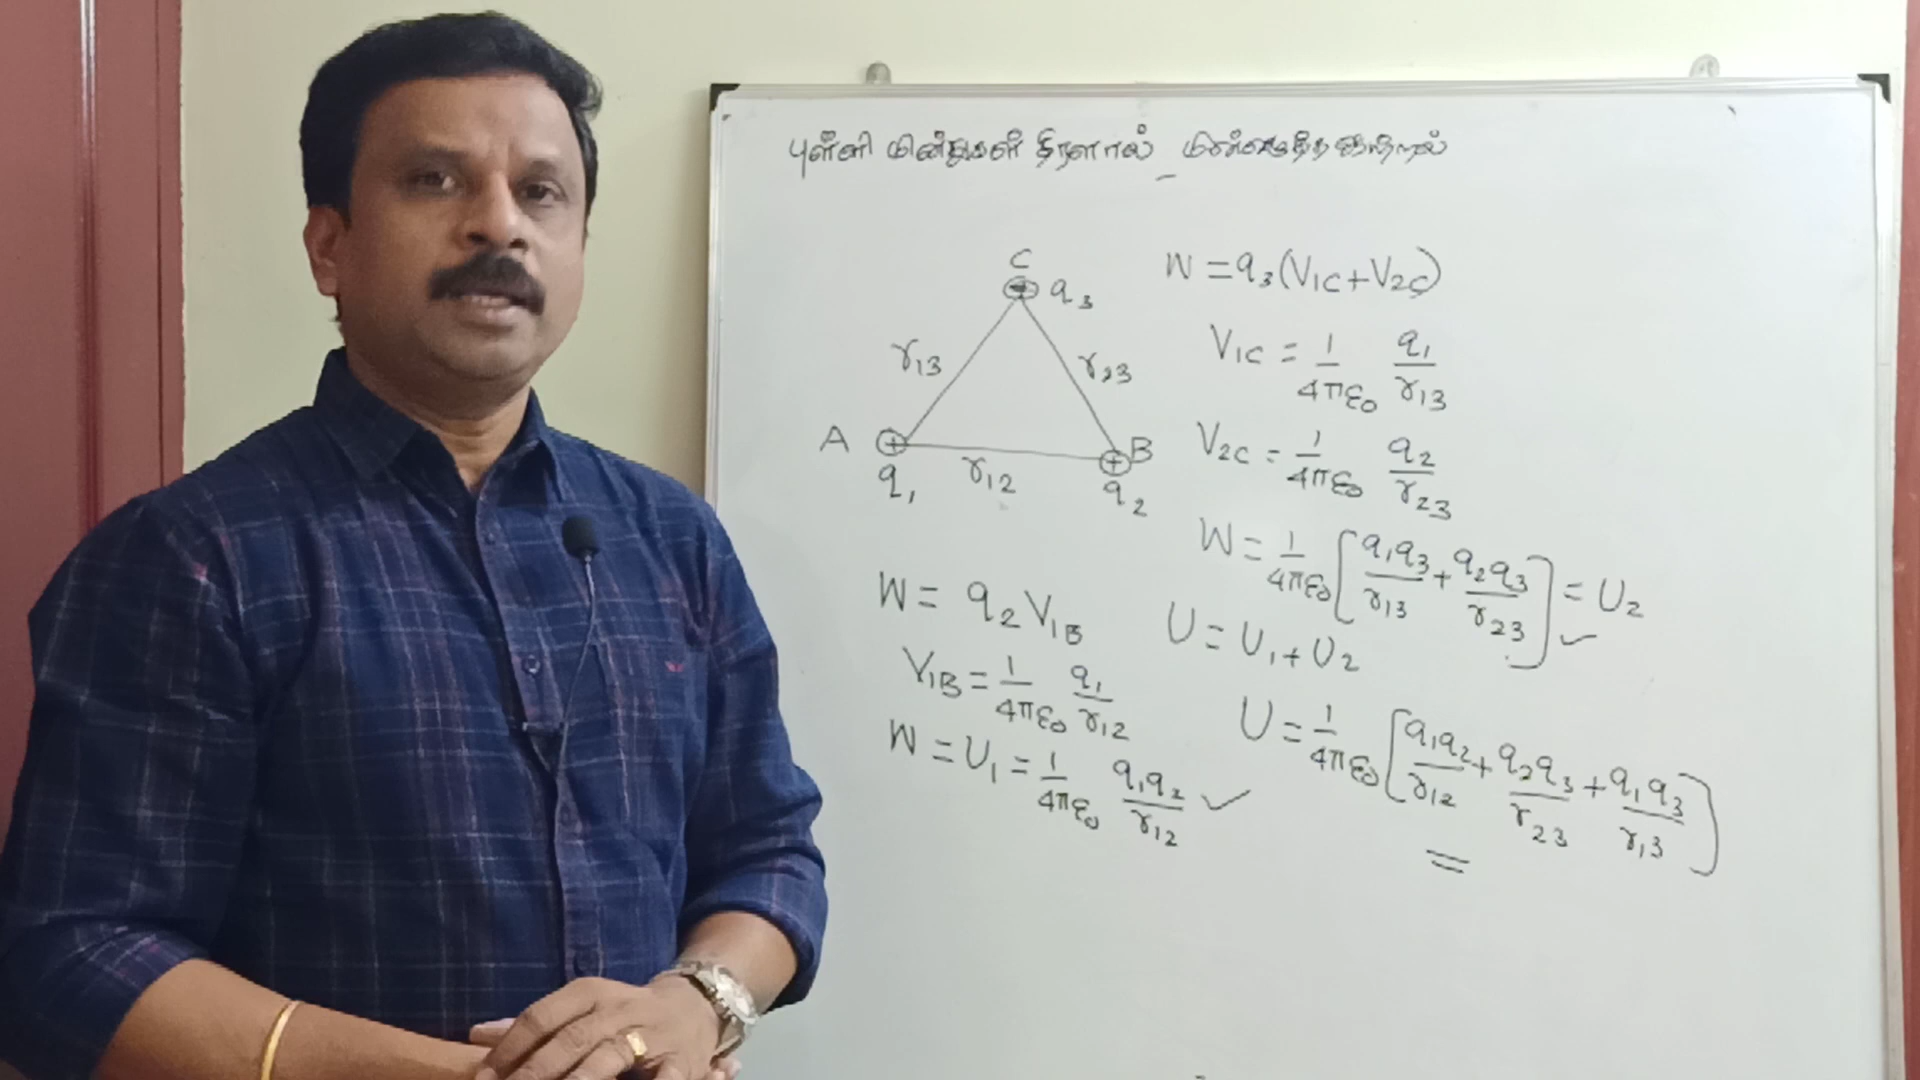 புள்ளி மின்துகள் திரளால் மின்னழுத்த ஆற்றல்
C
q₃
r₁₃
r₂₃
A
B
q₁
r₁₂
q₂
W = q₂V₁B
V₁B = 1/4πε₀ q₁/r₁₂
W = U₁ = 1/4πε₀ q₁q₂/r₁₂ ✓
W = q₃(V₁C + V₂C)
V₁C = 1/4πε₀ q₁/r₁₃
V₂C = 1/4πε₀ q₂/r₂₃
W = 1/4πε₀ [q₁q₃/r₁₃ + q₂q₃/r₂₃] = U₂ ✓
U = U₁ + U₂
U = 1/4πε₀ [q₁q₂/r₁₂ + q₂q₃/r₂₃ + q₁q₃/r₁₃]